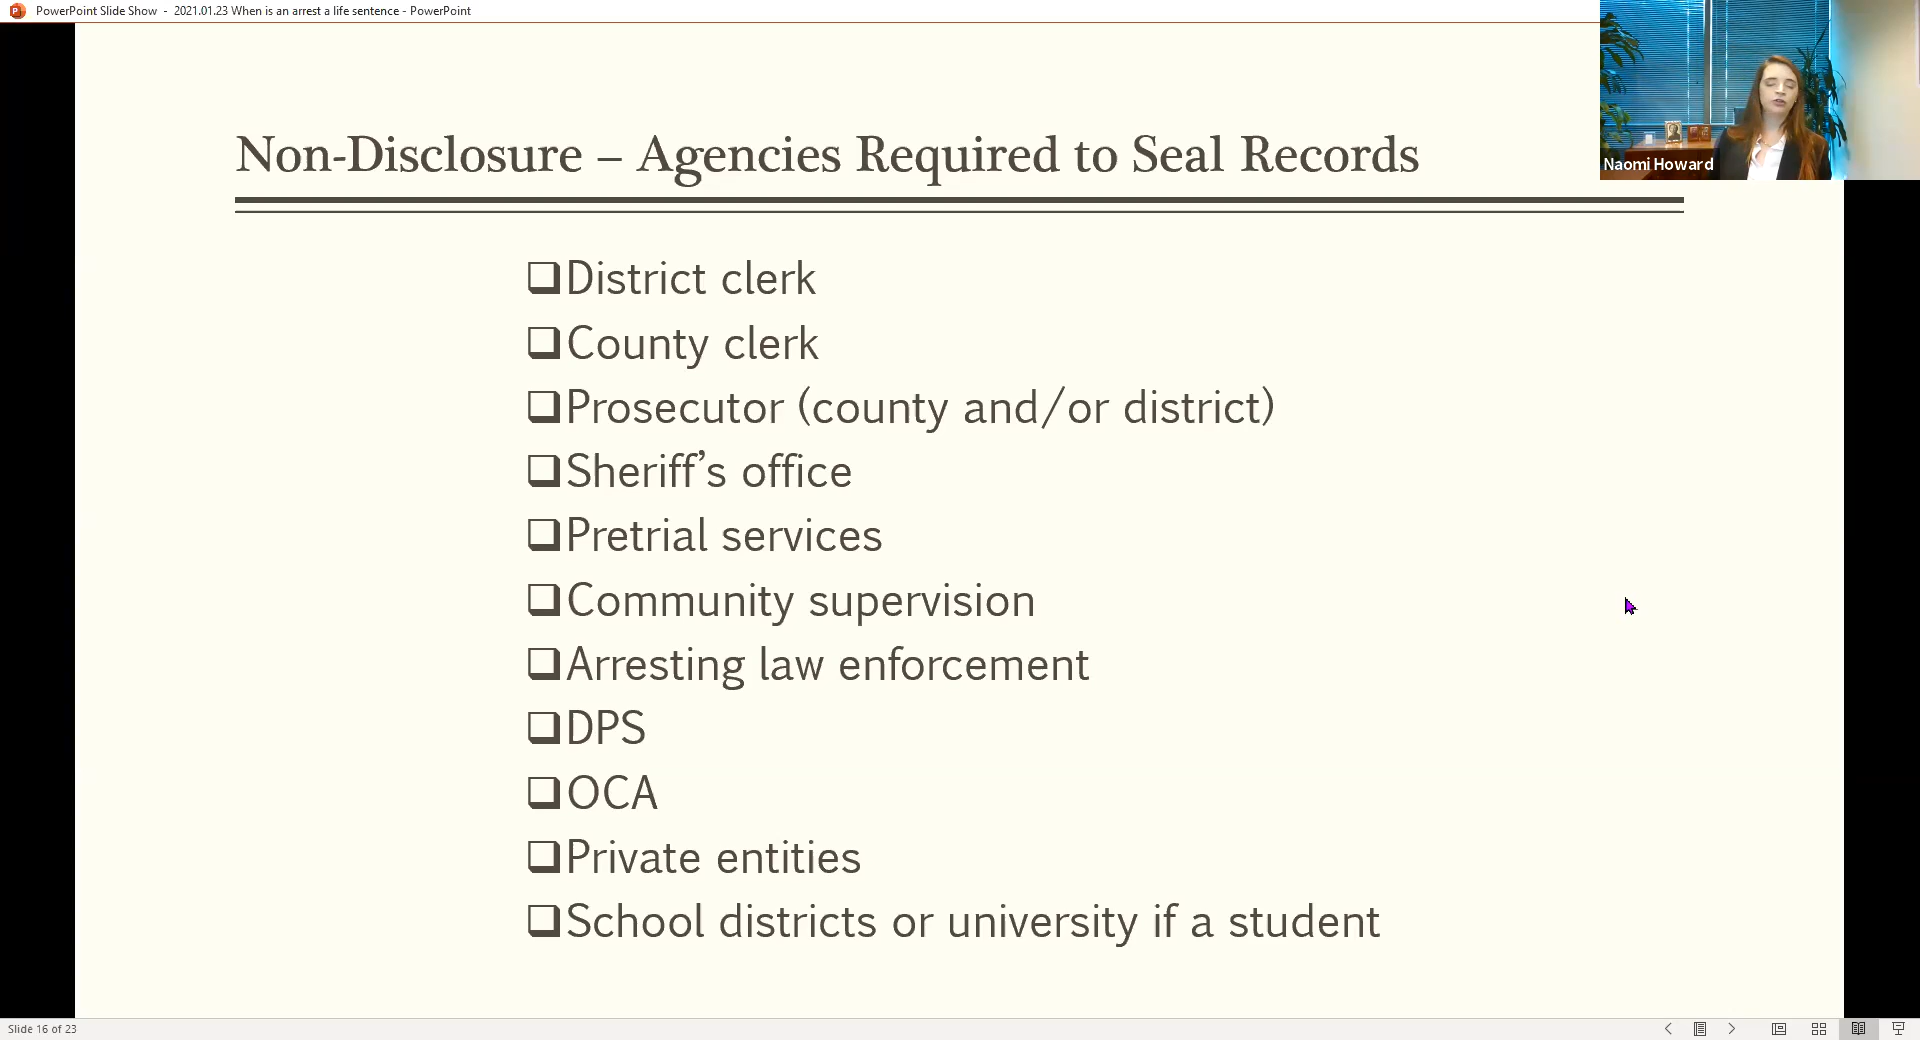 PowerPoint Slide Show - 2021.01.23 When is an arrest a life sentence - PowerPoint
Naomi Howard
Non-Disclosure – Agencies Required to Seal Records
❑District clerk
❑County clerk
❑Prosecutor (county and/or district)
❑Sheriff’s office
❑Pretrial services
❑Community supervision
❑Arresting law enforcement
❑DPS
❑OCA
❑Private entities
❑School districts or university if a student
Slide 16 of 23